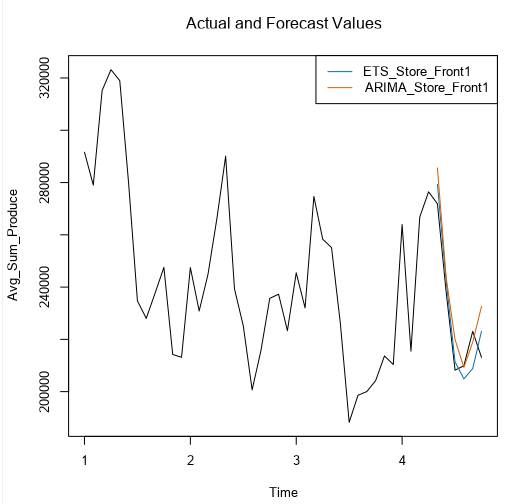 Actual and Forecast Values
ETS_Store_Front1
ARIMA_Store_Front1
320000
280000
240000
200000
Avg_Sum_Produce
1 2 3 4
Time